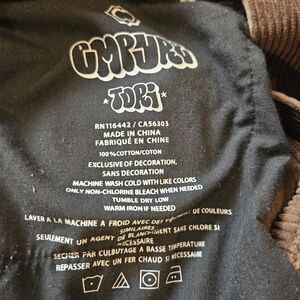 EMPYRE
TORI
RN116442 / CA56303
MADE IN CHINA
FABRIQUÉ EN CHINE
100% COTTON/COTON
EXCLUSIVE OF DECORATION,
SANS DECORATION
MACHINE WASH COLD WITH LIKE COLORS
ONLY NON-CHLORINE BLEACH WHEN NEEDED
TUMBLE DRY LOW
WARM IRON IF NEEDED
LAVER A LA MACHINE A FROID AVEC DES DE COULEURS
SIMILAIRES
SEULEMENT UN AGENT DE BLANCHIMENT SANS CHLORE SI
NECESSAIRE
SECHER PAR CULBUTAGE A BASSE TEMPERATURE
REPASSER AVEC UN FER CHAUD SI NECESSAIRE